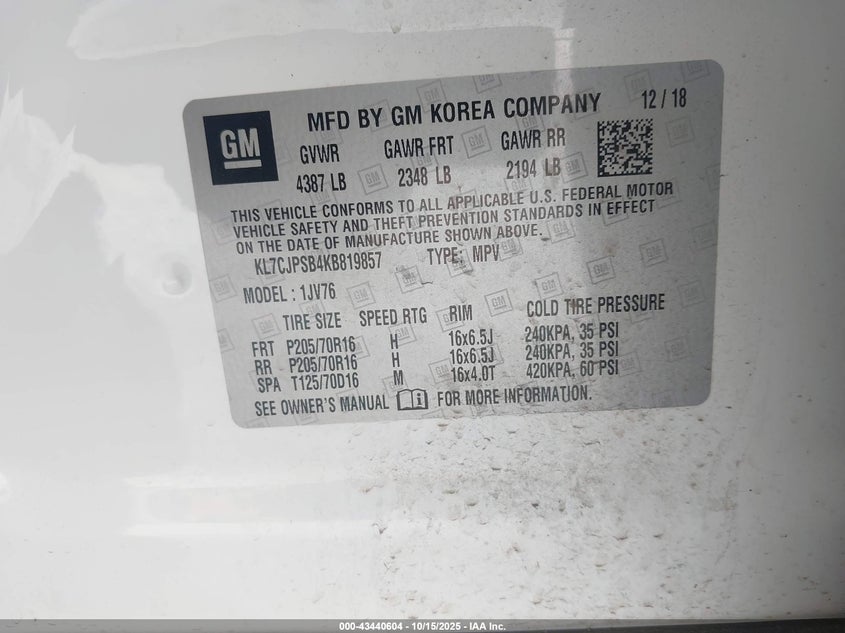 GM
MFD BY GM KOREA COMPANY 12 / 18
GVWR GAWR FRT GAWR RR
4387 LB 2348 LB 2194 LB
THIS VEHICLE CONFORMS TO ALL APPLICABLE U.S. FEDERAL MOTOR
VEHICLE SAFETY AND THEFT PREVENTION STANDARDS IN EFFECT
ON THE DATE OF MANUFACTURE SHOWN ABOVE.
KL7CJPSB4KB819857 TYPE: MPV
MODEL : 1JV76
TIRE SIZE SPEED RTG RIM COLD TIRE PRESSURE
FRT P205/70R16 H 16x6.5J 240KPA, 35 PSI
RR P205/70R16 H 16x6.5J 240KPA, 35 PSI
SPA T125/70D16 M 16x4.0T 420KPA, 60 PSI
SEE OWNER'S MANUAL FOR MORE INFORMATION.
000-43440604 - 10/15/2025 - IAA Inc.